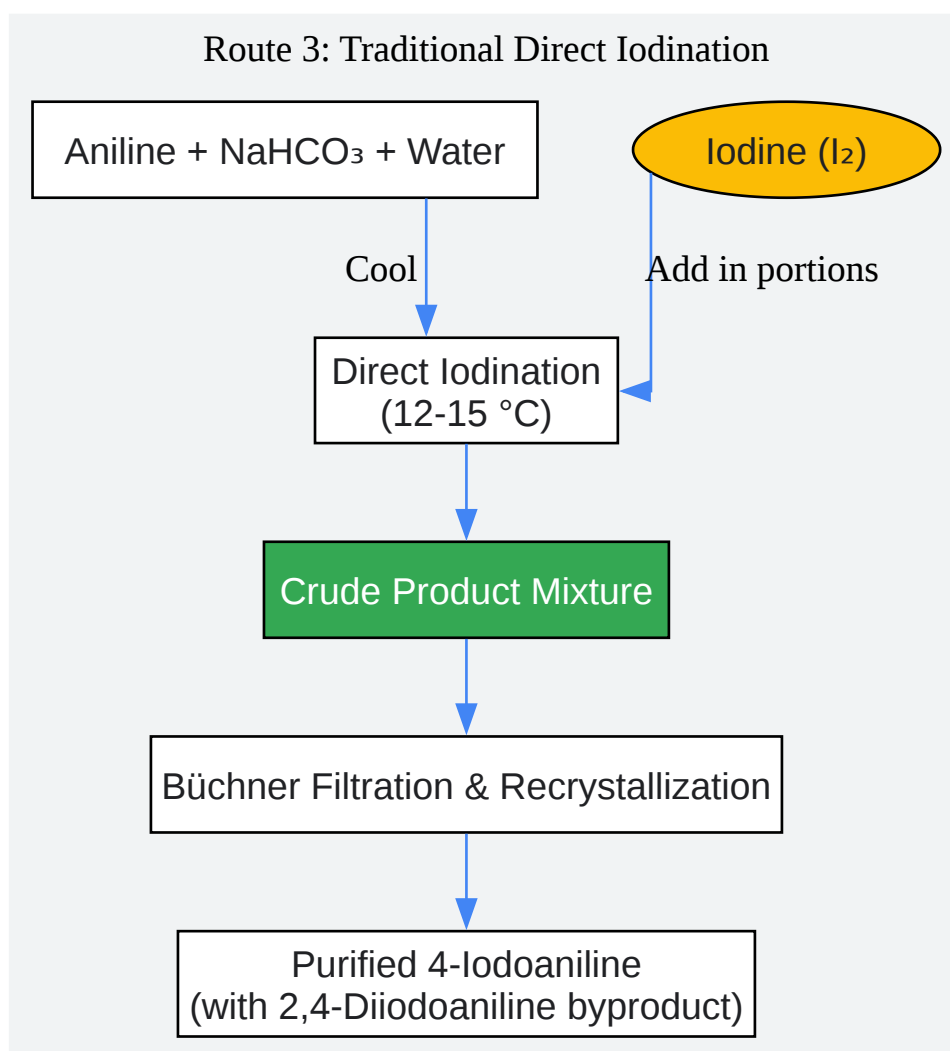 Route 3: Traditional Direct Iodination
Aniline + NaHCO₃ + Water
Iodine (I₂)
Cool
Add in portions
Direct Iodination
(12-15 °C)
Crude Product Mixture
Büchner Filtration & Recrystallization
Purified 4-Iodoaniline
(with 2,4-Diiodoaniline byproduct)